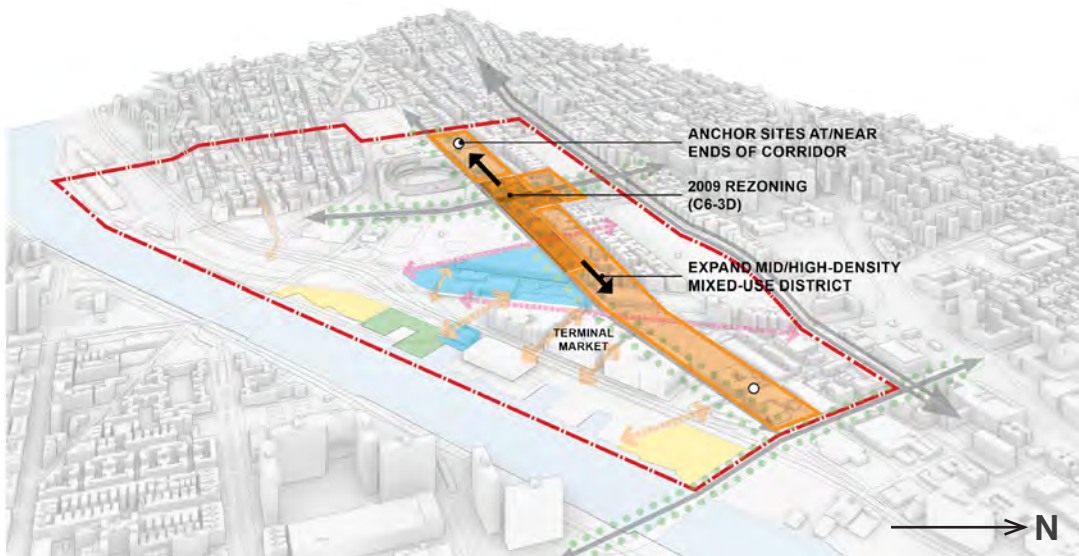 ANCHOR SITES AT/NEAR
ENDS OF CORRIDOR
2009 REZONING
(C6-3D)
EXPAND MID/HIGH-DENSITY
MIXED-USE DISTRICT
TERMINAL
MARKET
N